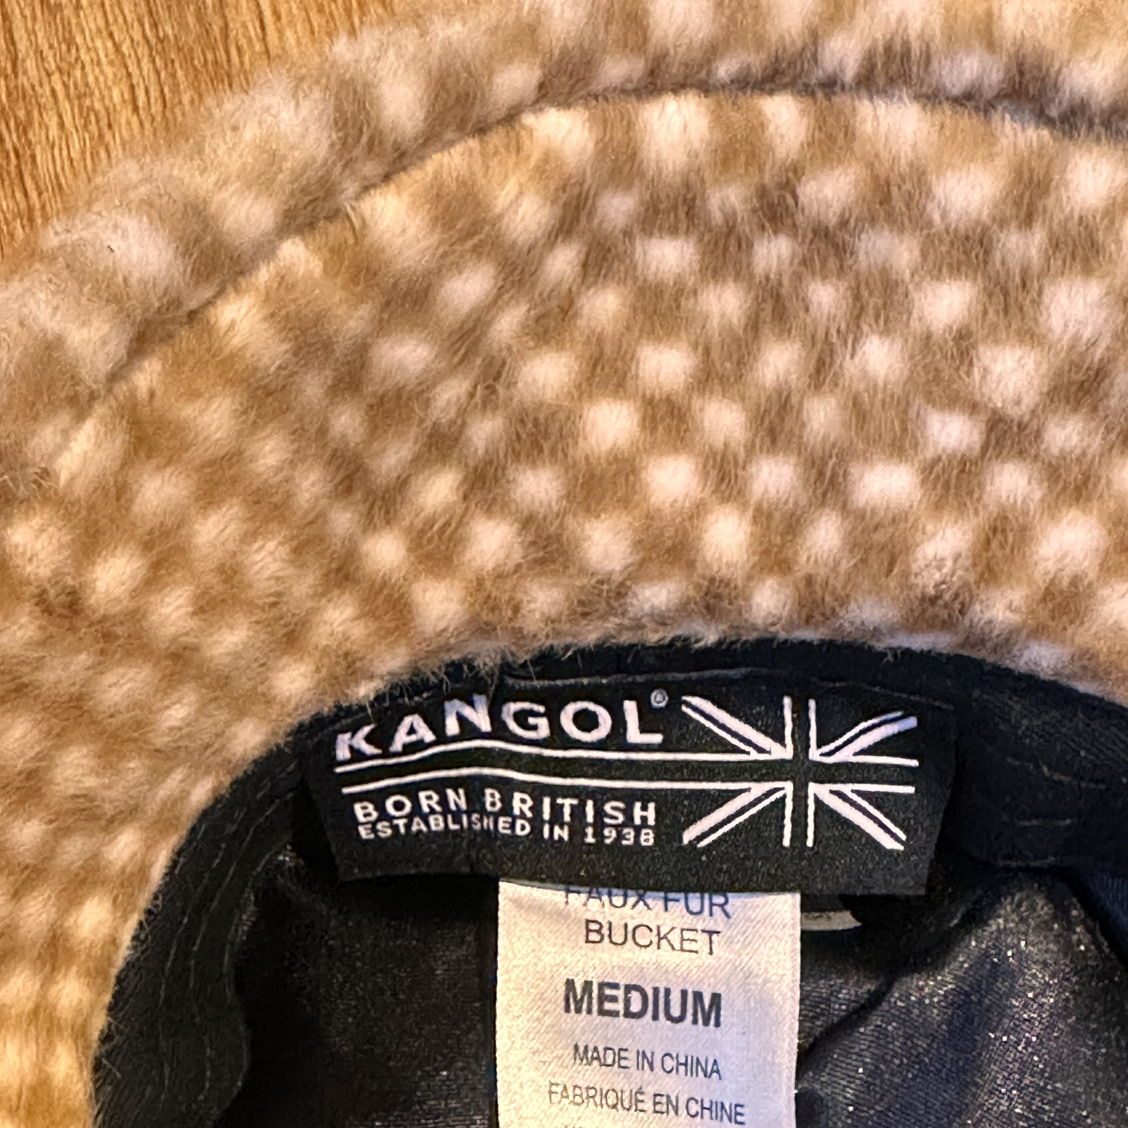 KANGOL®
BORN BRITISH
ESTABLISHED IN 1938
FAUX FUR
BUCKET
MEDIUM
MADE IN CHINA
FABRIQUÉ EN CHINE